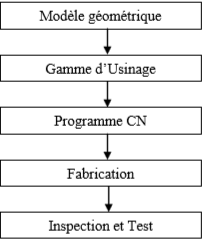 Modèle géométrique
Gamme d'Usinage
Programme CN
Fabrication
Inspection et Test